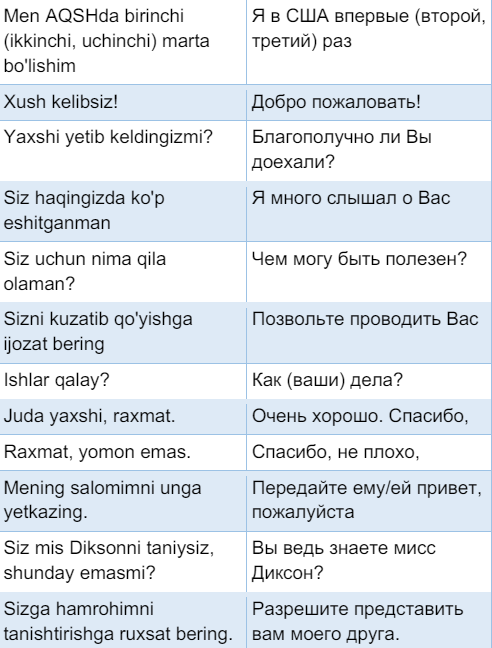 Men AQSHda birinchi
(ikkinchi, uchinchi) marta
bo'lishim
Я в США впервые (второй,
третий) раз
Xush kelibsiz!
Добро пожаловать!
Yaxshi yetib keldingizmi?
Благополучно ли Вы
доехали?
Siz haqingizda ko'p
eshitganman
Я много слышал о Вас
Siz uchun nima qila
olaman?
Чем могу быть полезен?
Sizni kuzatib qo'yishga
ijozat bering
Позвольте проводить Вас
Ishlar qalay?
Как (ваши) дела?
Juda yaxshi, raxmat.
Очень хорошо. Спасибо,
Raxmat, yomon emas.
Спасибо, не плохо,
Mening salomimni unga
yetkazing.
Передайте ему/ей привет,
пожалуйста
Siz mis Diksonni taniysiz,
shunday emasmi?
Вы ведь знаете мисс
Диксон?
Sizga hamrohimni
tanishtirishga ruxsat bering.
Разрешите представить
вам моего друга.